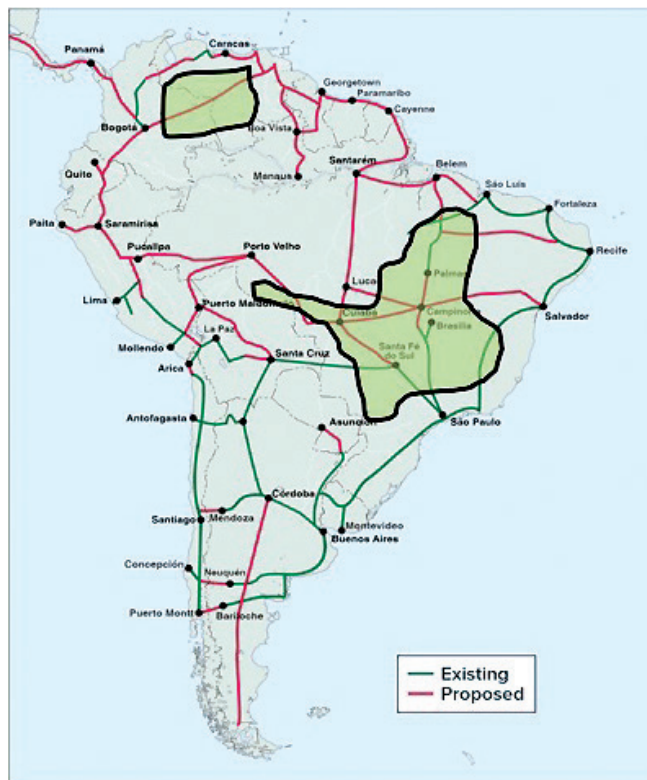 Panamá
Caracas
Georgetown
Paramaribo
Cayenne
Bogotá
Boa Vista
Quito
Manaus
Santarém
Belem
São Luis
Fortaleza
Paita
Saramirisa
Pucallpa
Porto Velho
Recife
Lima
Lucas
Palmas
Puerto Maldonado
Cuiabá
Campinorte
Salvador
Brasília
La Paz
Mollendo
Santa Cruz
Santa Fé
do Sul
Arica
Antofagasta
Asunción
São Paulo
Córdoba
Santiago
Mendoza
Montevideo
Buenos Aires
Concepción
Neuquén
Puerto Montt
Bariloche
Existing
Proposed